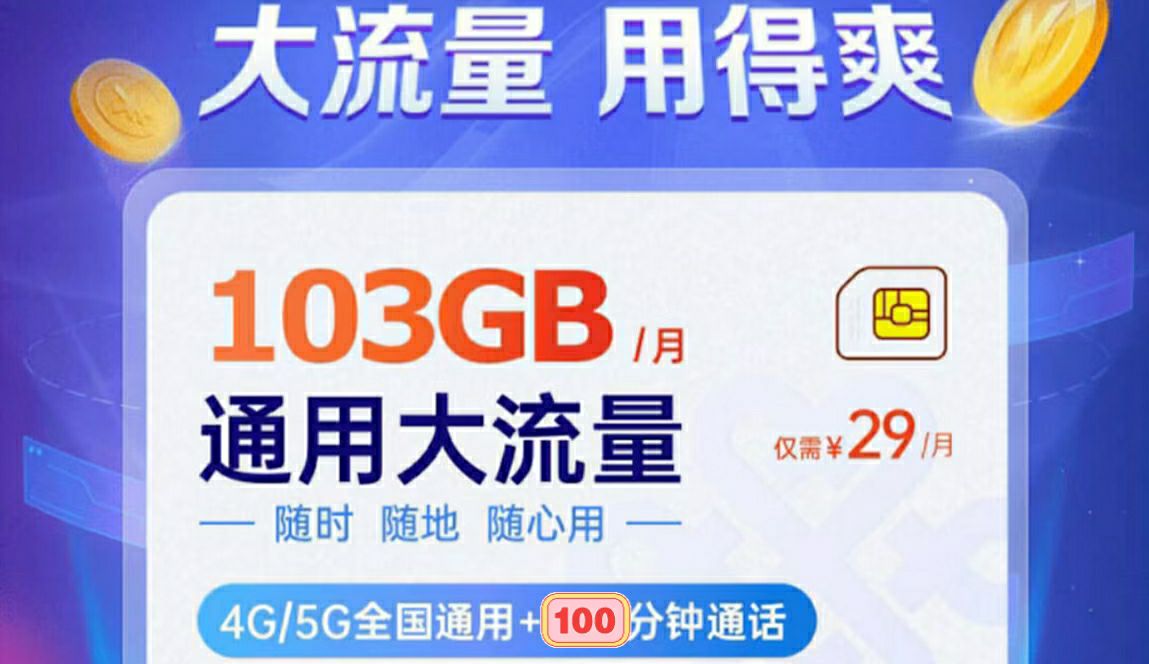 大流量 用得爽
103GB/月
通用大流量
仅需¥29/月
随时 随地 随心用
4G/5G全国通用+100分钟通话